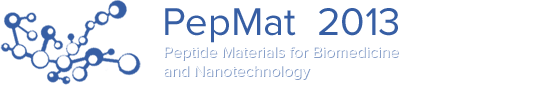 PepMat 2013
Peptide Materials for Biomedicine
and Nanotechnology